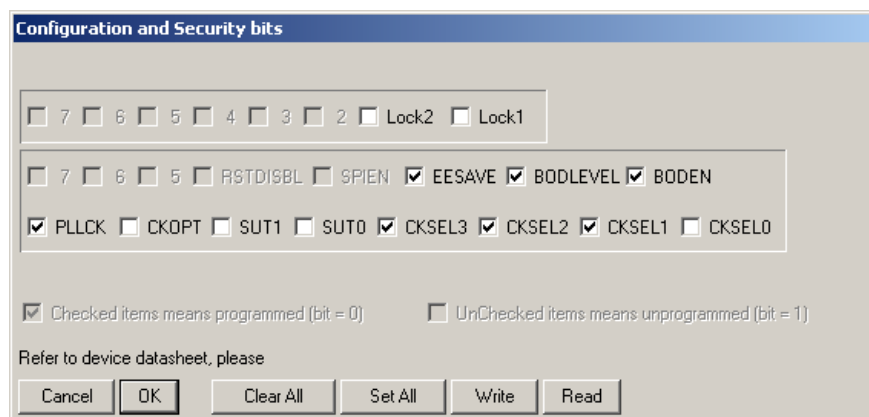 Configuration and Security bits
7 6 5 4 3 2 Lock2 Lock1
7 6 5 RSTDISBL SPIEN EESAVE BODLEVEL BODEN
PLLCK CKOPT SUT1 SUT0 CKSEL3 CKSEL2 CKSEL1 CKSEL0
Checked items means programmed (bit = 0) UnChecked items means unprogrammed (bit = 1)
Refer to device datasheet, please
Cancel OK Clear All Set All Write Read